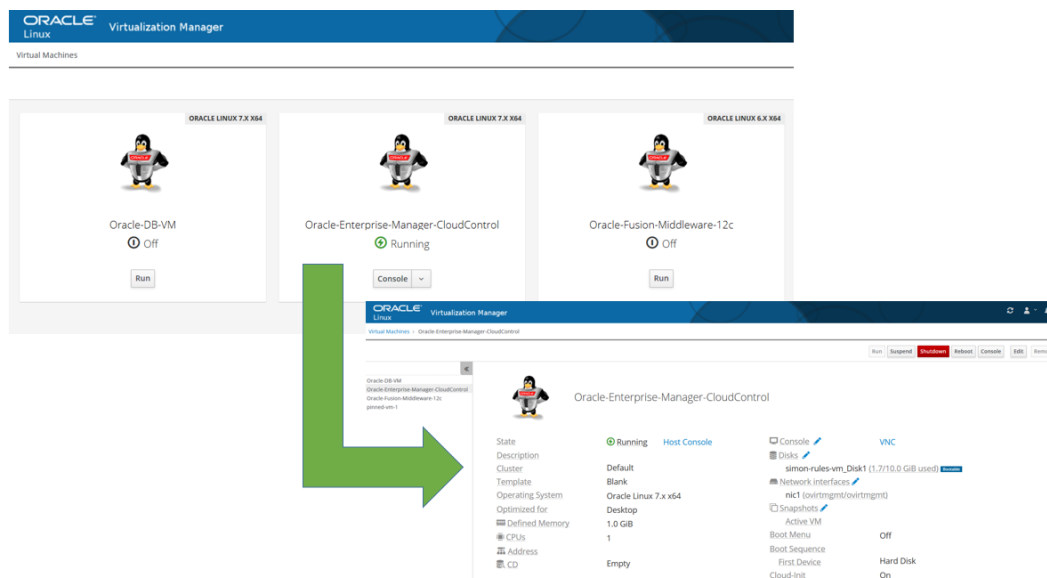 ORACLE
Linux
Virtualization Manager
Virtual Machines
ORACLE LINUX 7.X X64
Oracle-DB-VM
Off
Run
ORACLE LINUX 7.X X64
Oracle-Enterprise-Manager-CloudControl
Running
Console
ORACLE LINUX 6.X X64
Oracle-Fusion-Middleware-12c
Off
Run
ORACLE
Linux
Virtualization Manager
Virtual Machines > Oracle-Enterprise-Manager-CloudControl
Run Suspend Shutdown Reboot Console Edit
Oracle-DB-VM
Oracle-Enterprise-Manager-CloudControl
Oracle-Fusion-Middleware-12c
pinned-vm-1
Oracle-Enterprise-Manager-CloudControl
State Running Host Console
Description
Cluster Default
Template Blank
Operating System Oracle Linux 7.x x64
Optimized for Desktop
Defined Memory 1.0 GiB
CPUs 1
Address
CD Empty
Console VNC
Disks
simon-rules-vm_Disk1 (1.7/10.0 GiB used)
Network Interfaces
nic1 (ovirtmgmt/ovirtmgmt)
Snapshots
Active VM
Boot Menu Off
Boot Sequence
First Device Hard Disk
Cloud-Init On